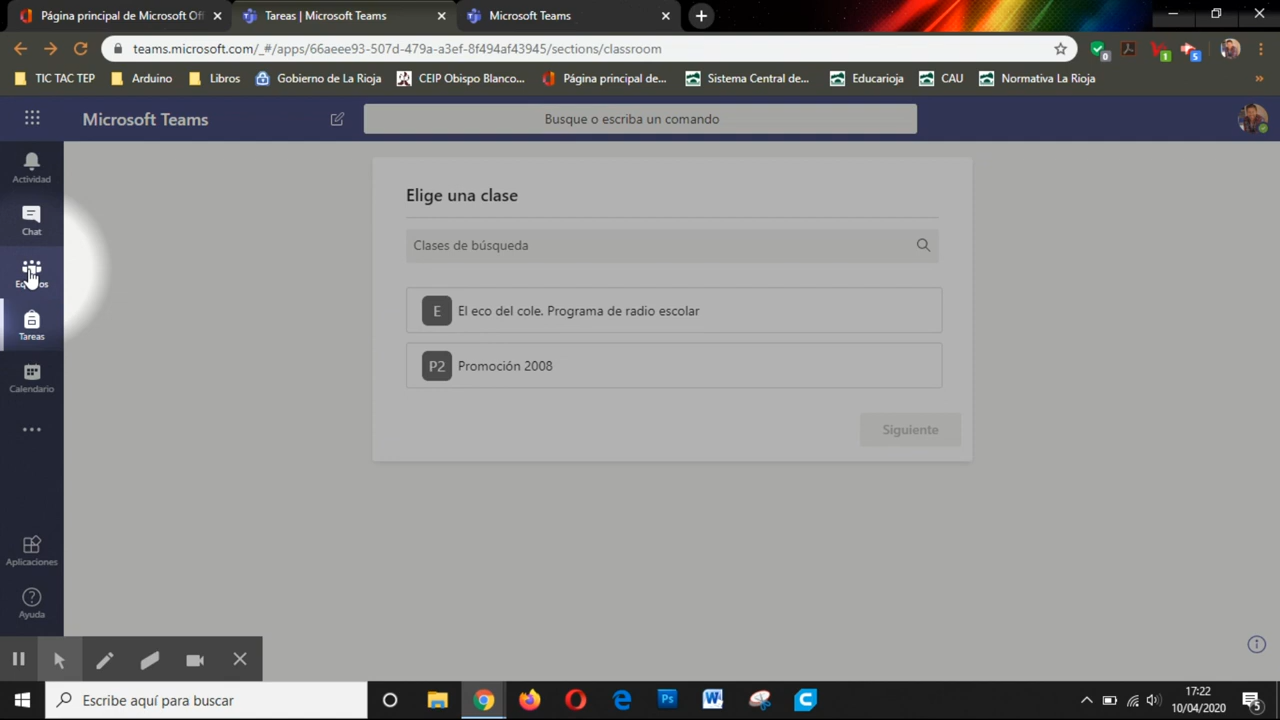 Página principal de Microsoft Of
Tareas | Microsoft Teams
Microsoft Teams
teams.microsoft.com/_#/apps/66aeee93-507d-479a-a3ef-8f494af43945/sections/classroom
1
5
TIC TAC TEP
Arduino
Libros
Gobierno de La Rioja
CEIP Obispo Blanco...
Página principal de...
Sistema Central de...
Educarioja
CAU
Normativa La Rioja
»
Microsoft Teams
Busque o escriba un comando
Actividad
Chat
Tareas
Calendario
Aplicaciones
Ayuda
Elige una clase
Clases de búsqueda
E El eco del cole. Programa de radio escolar
P2 Promoción 2008
Siguiente
Escribe aquí para buscar
17:22
10/04/2020
5